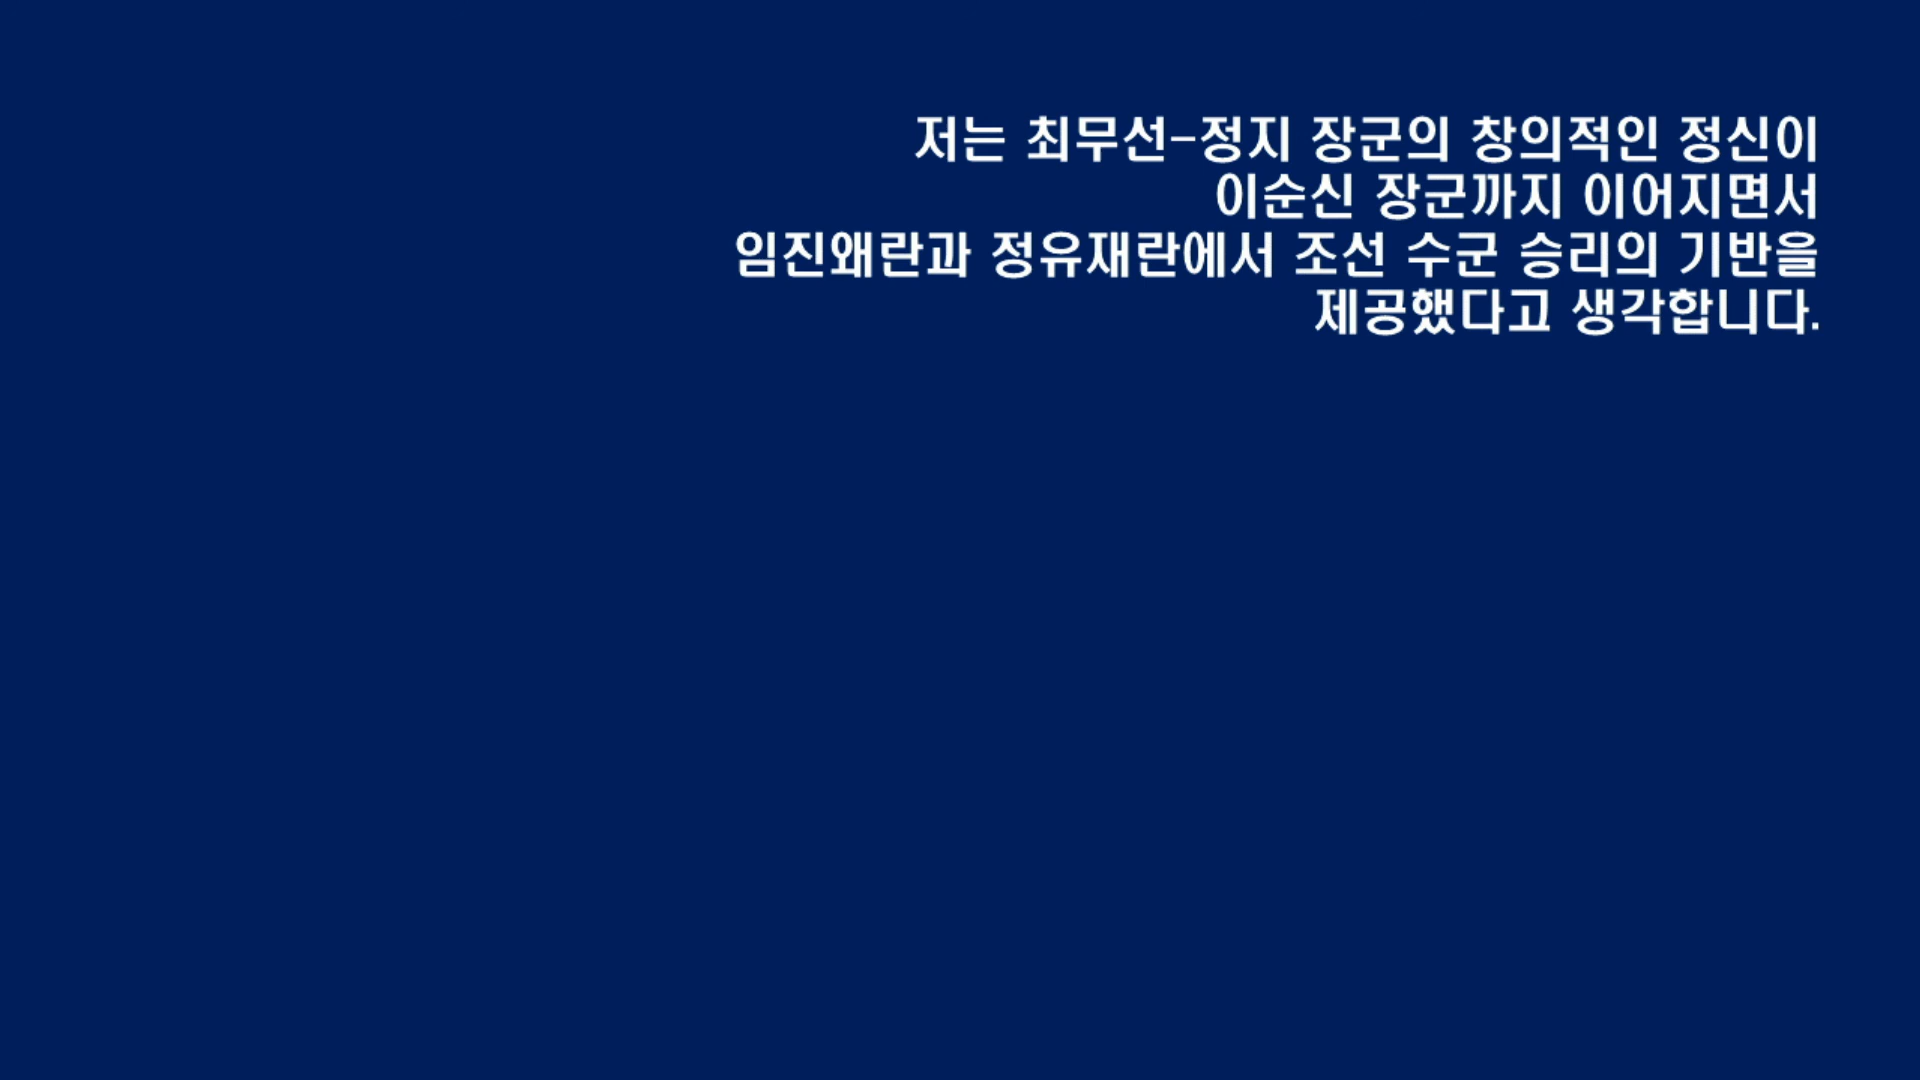 저는 최무선-정지 장군의 창의적인 정신이
이순신 장군까지 이어지면서
임진왜란과 정유재란에서 조선 수군 승리의 기반을
제공했다고 생각합니다.